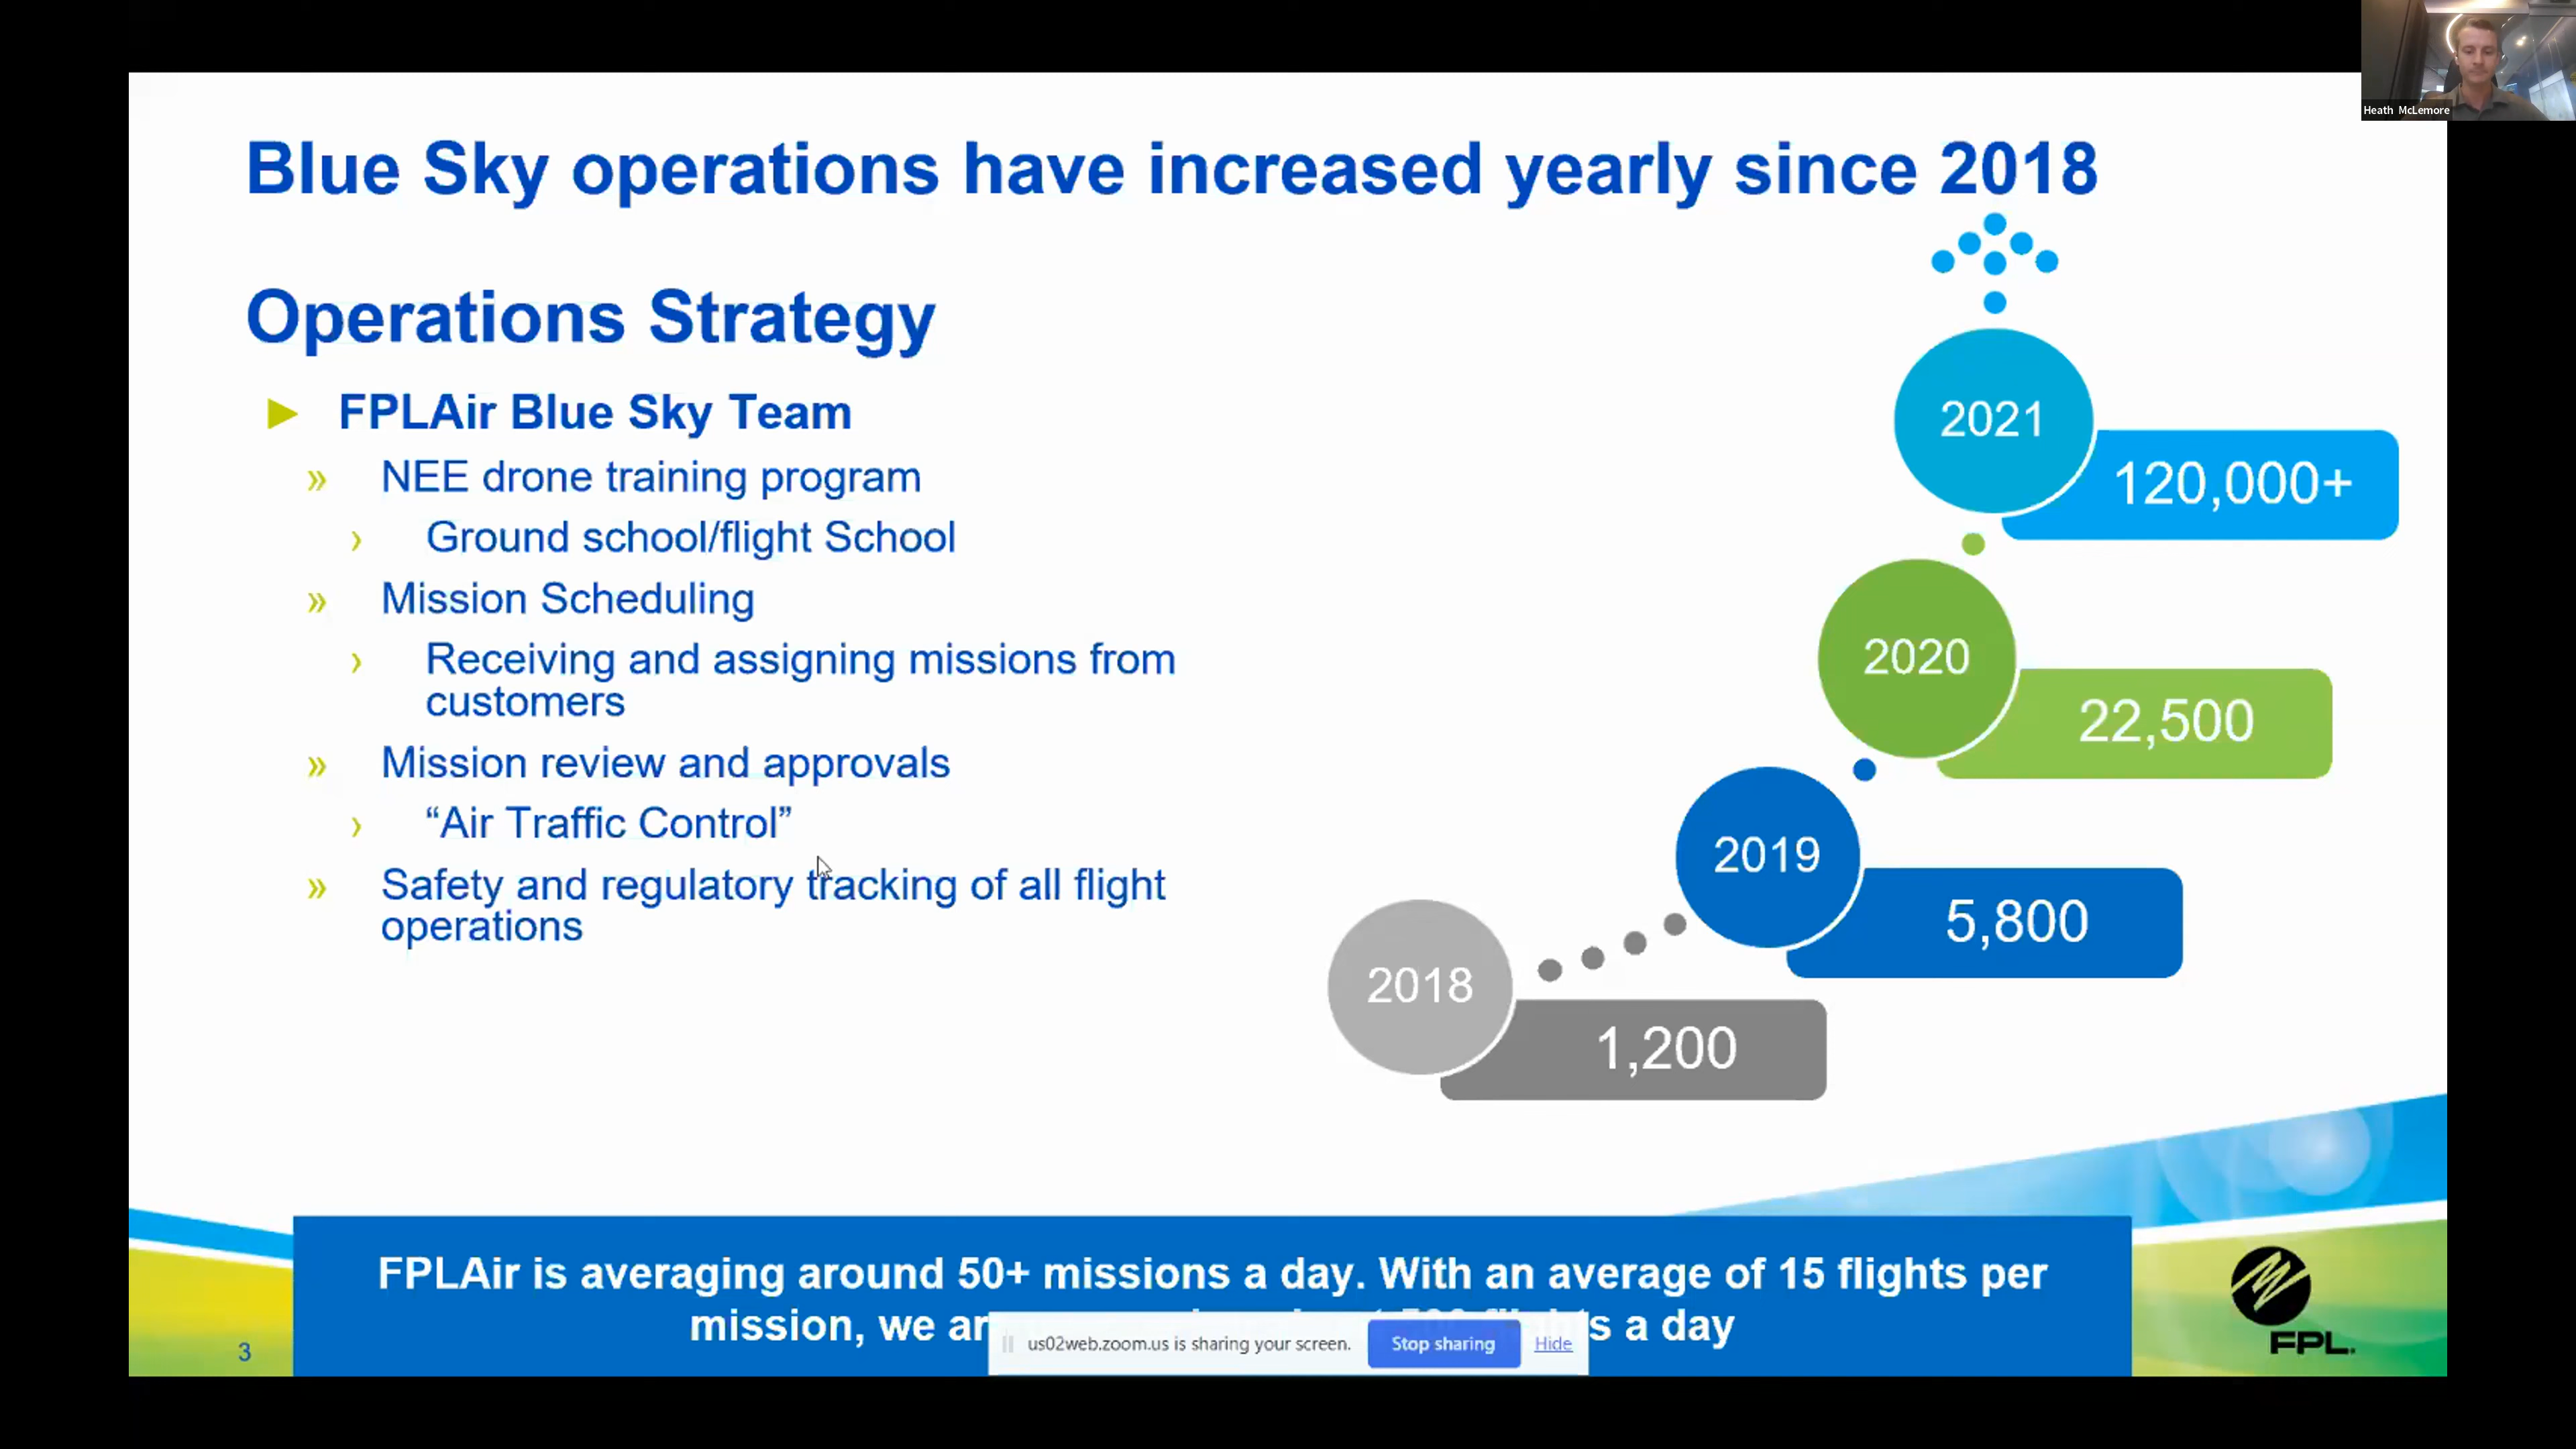 Heath McLemore
Blue Sky operations have increased yearly since 2018
Operations Strategy
FPLAir Blue Sky Team
NEE drone training program
Ground school/flight School
Mission Scheduling
Receiving and assigning missions from
customers
Mission review and approvals
“Air Traffic Control”
Safety and regulatory tracking of all flight
operations
2021
120,000+
2020
22,500
2019
5,800
2018
1,200
FPLAir is averaging around 50+ missions a day. With an average of 15 flights per
mission, we a day
us02web.zoom.us is sharing your screen. Stop sharing Hide
3
FPL.